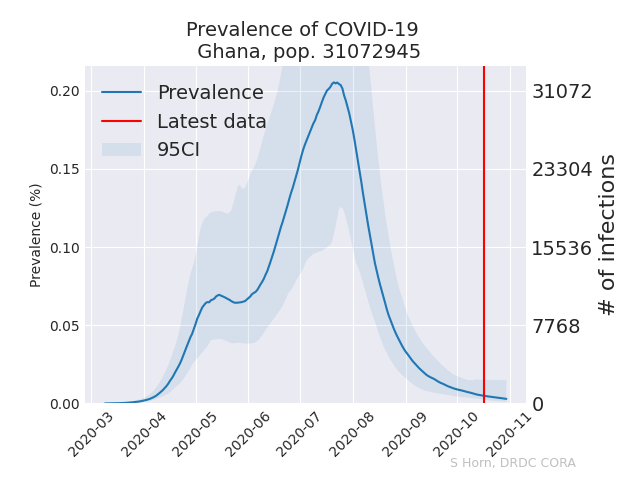 Prevalence of COVID-19
Ghana, pop. 31072945
Prevalence
Latest data
95CI
Prevalence (%)
0.20
0.15
0.10
0.05
0.00
31072
23304
15536
7768
0
# of infections
2020-03
2020-04
2020-05
2020-06
2020-07
2020-08
2020-09
2020-10
2020-11
S Horn, DRDC CORA